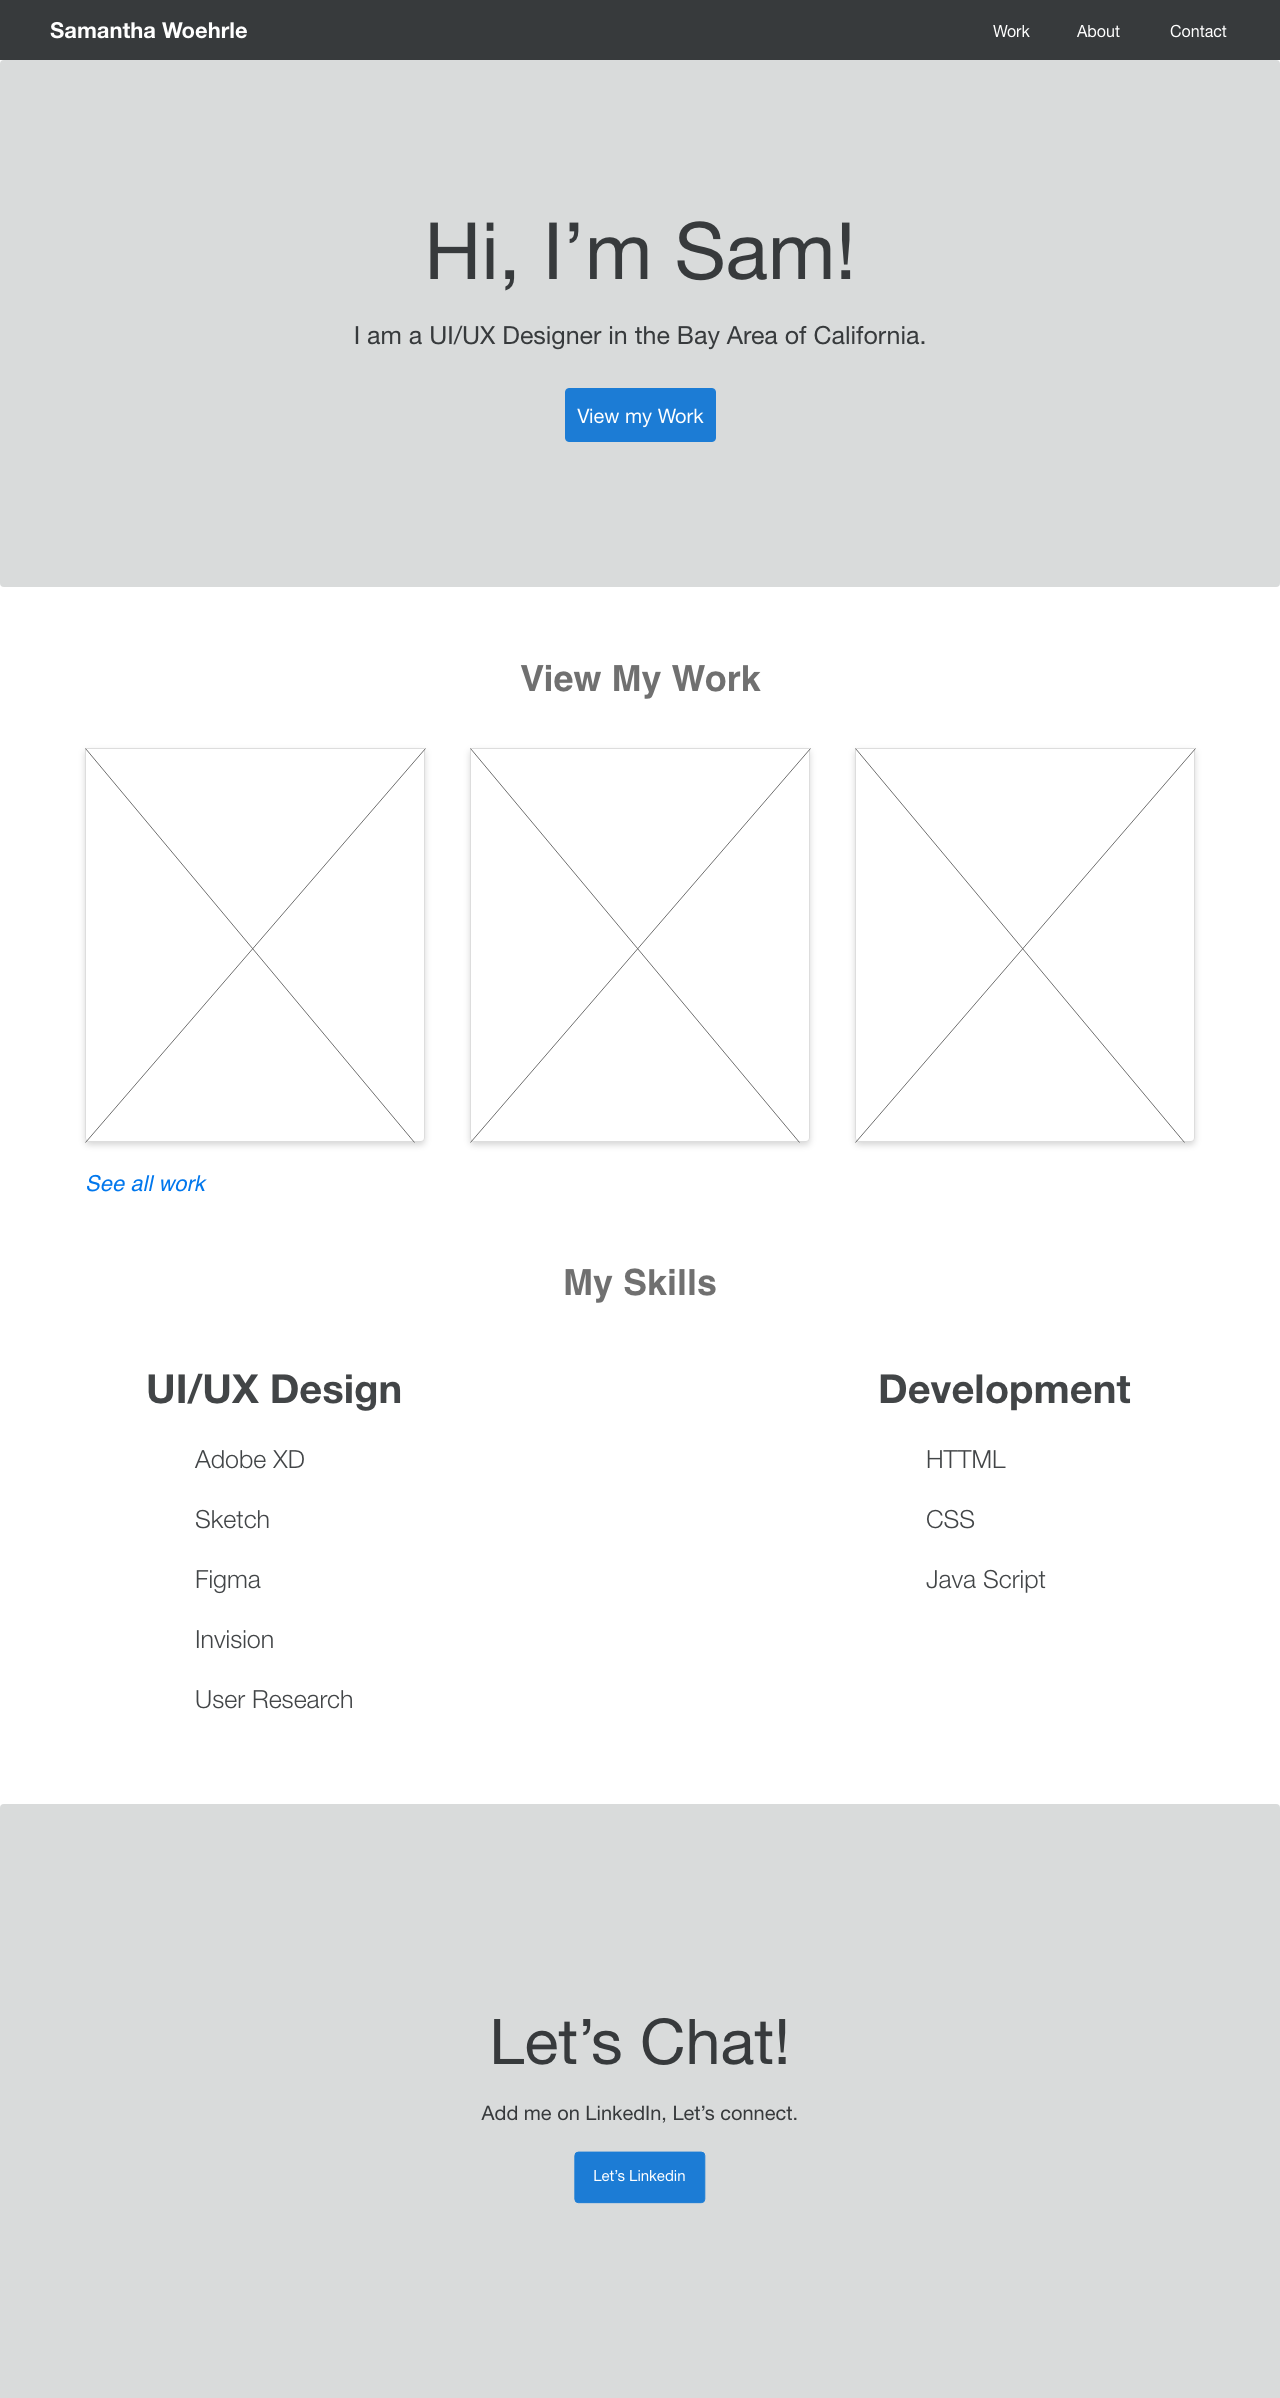 Samantha Woehrle
Work About Contact
Hi, I’m Sam!
I am a UI/UX Designer in the Bay Area of California.
View my Work
View My Work
See all work
My Skills
UI/UX Design
Adobe XD
Sketch
Figma
Invision
User Research
Development
HTTML
CSS
Java Script
Let’s Chat!
Add me on LinkedIn, Let’s connect.
Let’s Linkedin